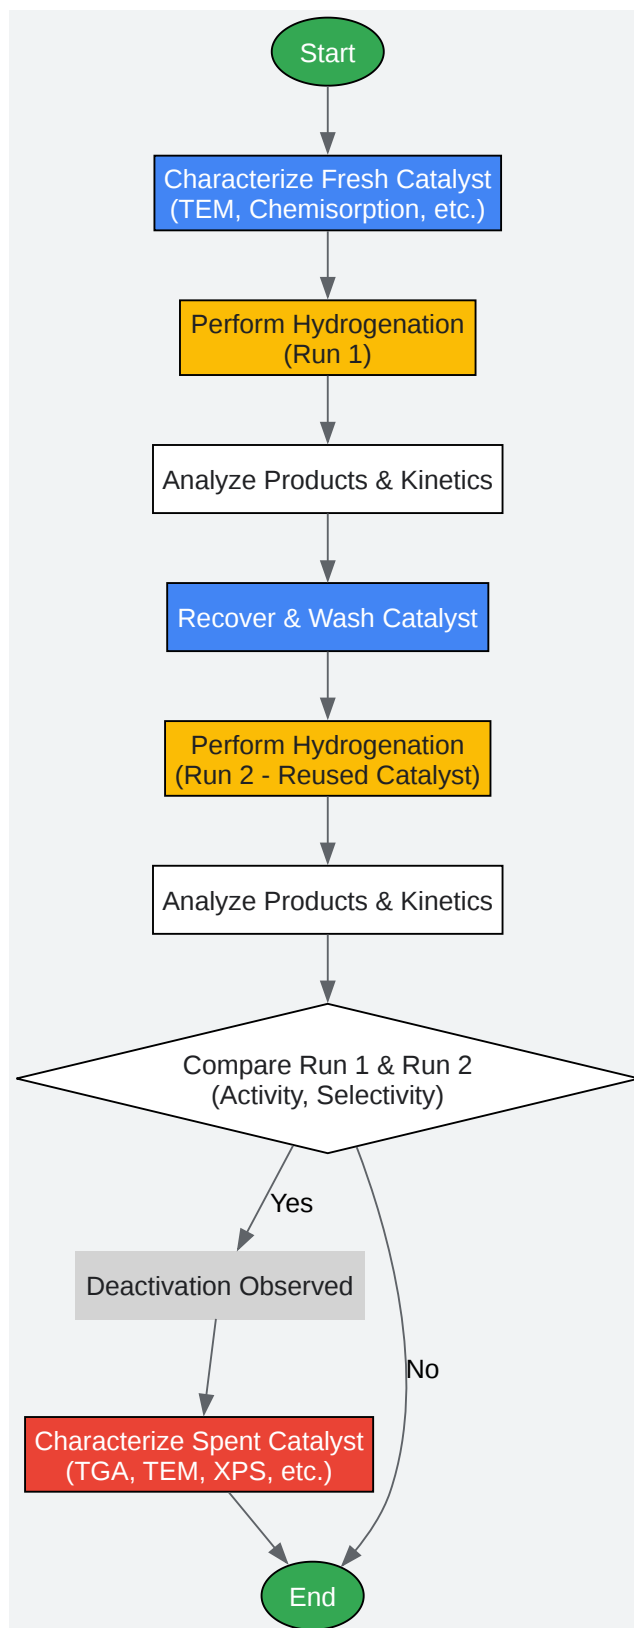 Start
Characterize Fresh Catalyst
(TEM, Chemisorption, etc.)
Perform Hydrogenation
(Run 1)
Analyze Products & Kinetics
Recover & Wash Catalyst
Perform Hydrogenation
(Run 2 - Reused Catalyst)
Analyze Products & Kinetics
Compare Run 1 & Run 2
(Activity, Selectivity)
Yes
Deactivation Observed
No
Characterize Spent Catalyst
(TGA, TEM, XPS, etc.)
End